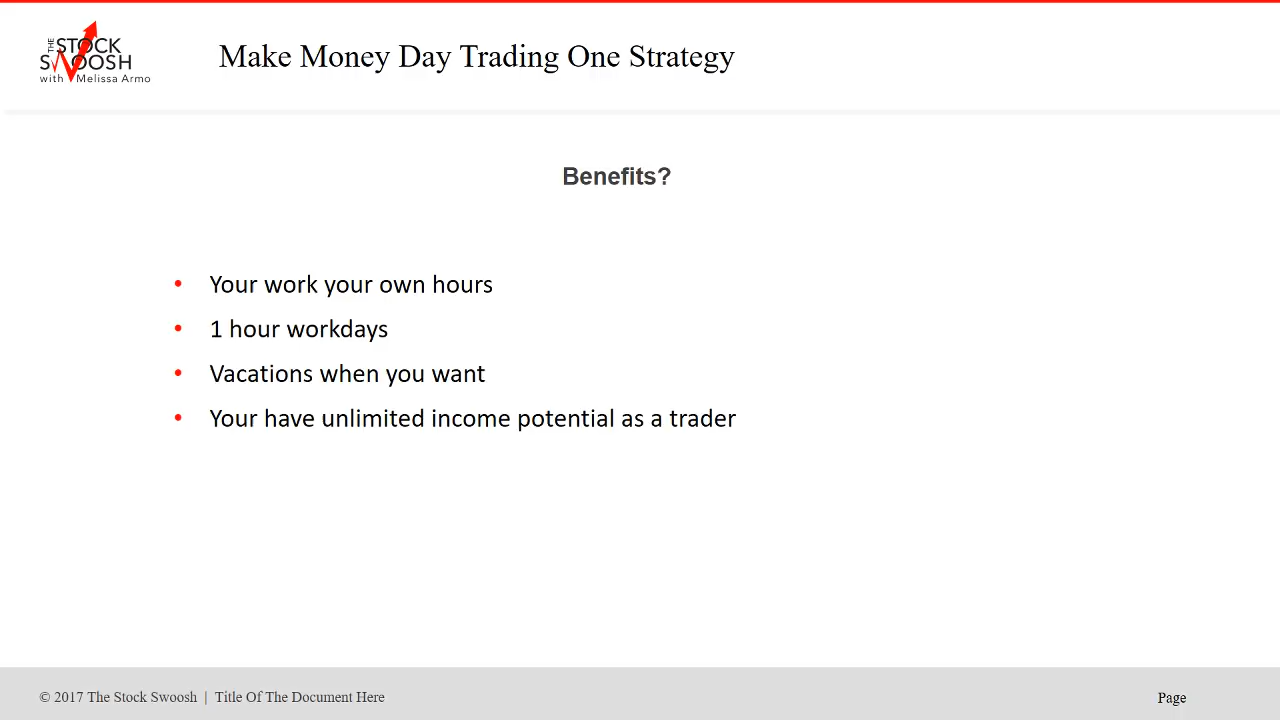 THE STOCK
SWOOSH
with Melissa Armo
Make Money Day Trading One Strategy
Benefits?
• Your work your own hours
• 1 hour workdays
• Vacations when you want
• Your have unlimited income potential as a trader
© 2017 The Stock Swoosh | Title Of The Document Here
Page